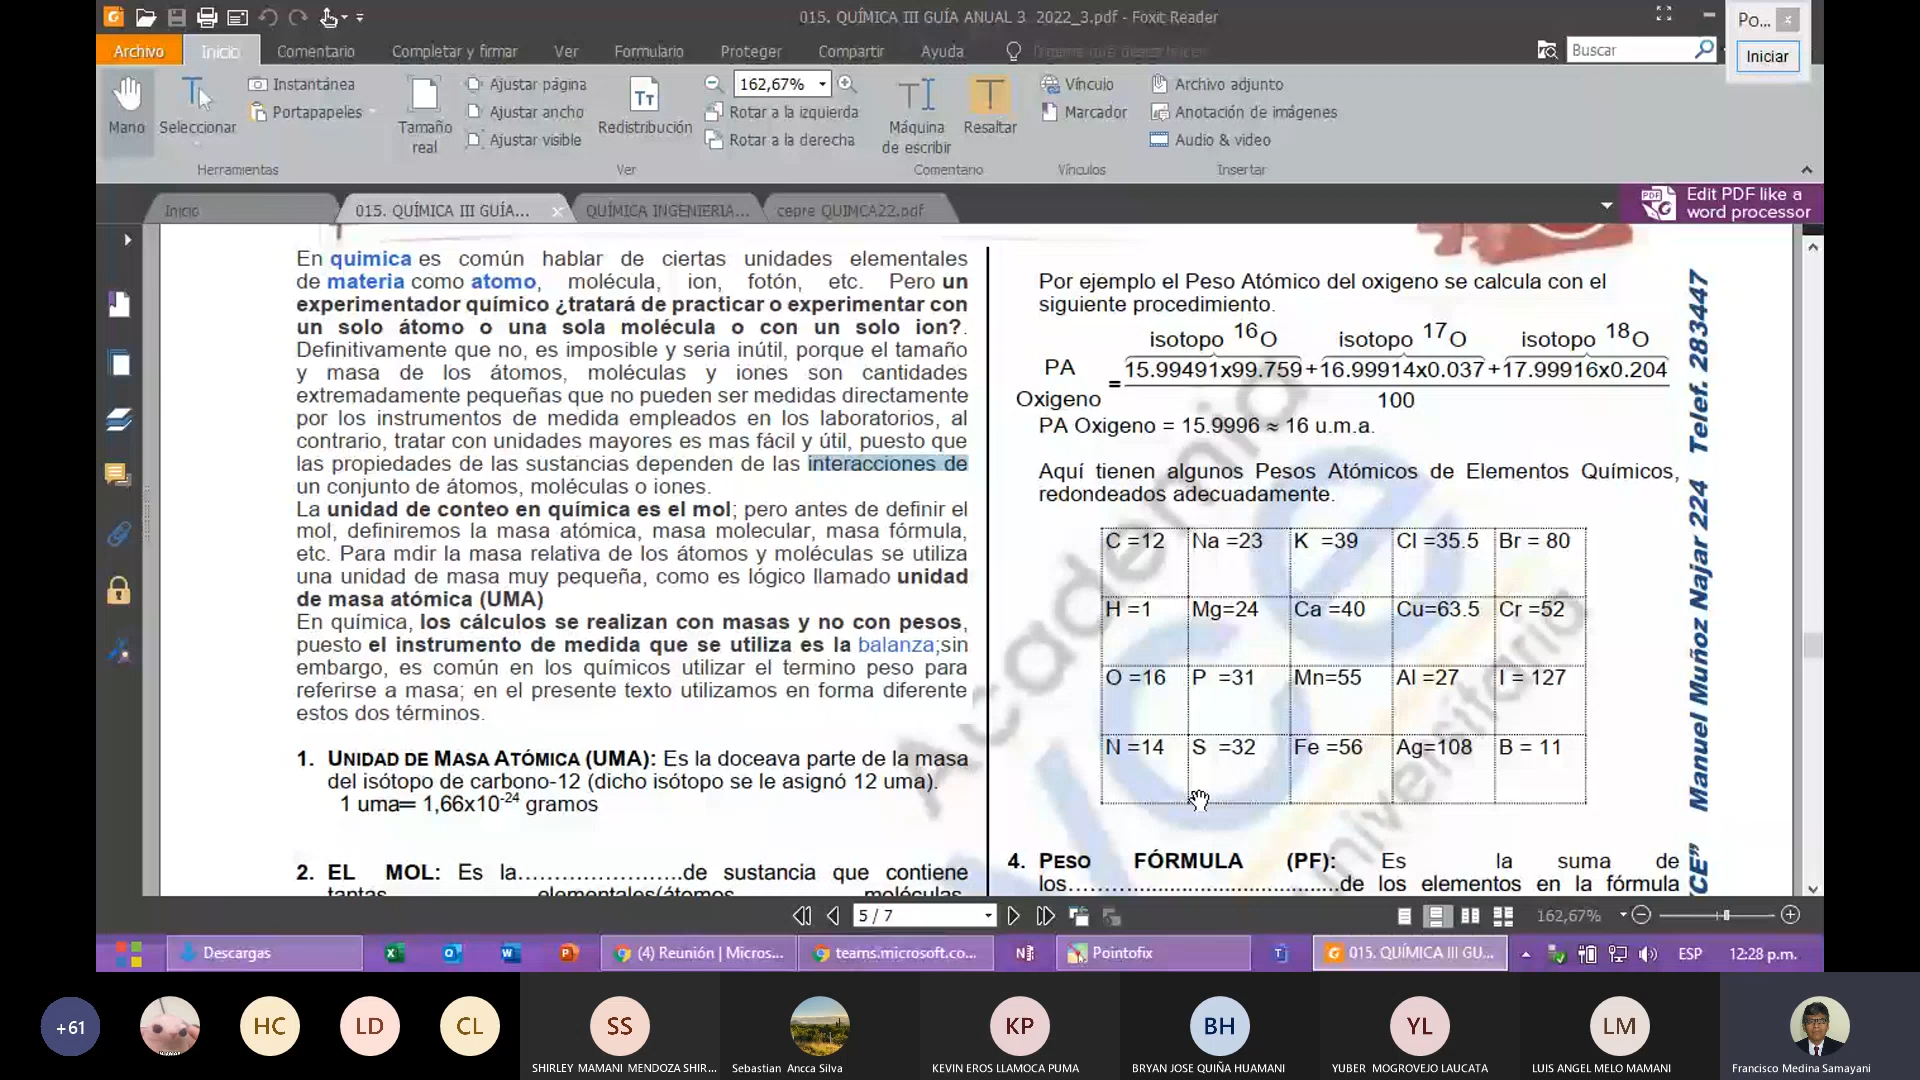 015. QUÍMICA III GUÍA ANUAL 3 2022_3.pdf - Foxit Reader
Po...
Archivo Inicio Comentario Completar y firmar Ver Formulario Proteger Compartir Ayuda
Buscar
Iniciar
Mano
Seleccionar
Instantánea
Portapapeles
Herramientas
Tamaño real
Ajustar página
Ajustar ancho
Ajustar visible
Redistribución
162,67%
Rotar a la izquierda
Rotar a la derecha
Ver
Máquina de escribir
Resaltar
Comentario
Vínculo
Marcador
Vínculos
Archivo adjunto
Anotación de imágenes
Audio & video
Insertar
Inicio
015. QUÍMICA III GUÍA...
QUÍMICA INGENIERIA...
cepre QUIMCA22.pdf
Edit PDF like a
word processor
En quimica es común hablar de ciertas unidades elementales
de materia como atomo, molécula, ion, fotón, etc. Pero un
experimentador químico ¿tratará de practicar o experimentar con
un solo átomo o una sola molécula o con un solo ion?.
Definitivamente que no, es imposible y seria inútil, porque el tamaño
y masa de los átomos, moléculas y iones son cantidades
extremadamente pequeñas que no pueden ser medidas directamente
por los instrumentos de medida empleados en los laboratorios, al
contrario, tratar con unidades mayores es mas fácil y útil, puesto que
las propiedades de las sustancias dependen de las interacciones de
un conjunto de átomos, moléculas o iones.
La unidad de conteo en química es el mol; pero antes de definir el
mol, definiremos la masa atómica, masa molecular, masa fórmula,
etc. Para mdir la masa relativa de los átomos y moléculas se utiliza
una unidad de masa muy pequeña, como es lógico llamado unidad
de masa atómica (UMA)
En química, los cálculos se realizan con masas y no con pesos,
puesto el instrumento de medida que se utiliza es la balanza;sin
embargo, es común en los químicos utilizar el termino peso para
referirse a masa; en el presente texto utilizamos en forma diferente
estos dos términos.
1. UNIDAD DE MASA ATÓMICA (UMA): Es la doceava parte de la masa
del isótopo de carbono-12 (dicho isótopo se le asignó 12 uma).
1 uma= 1,66x10⁻²⁴ gramos
2. EL MOL: Es la......................de sustancia que contiene
tantas elementales(átomos, moléculas,
Por ejemplo el Peso Atómico del oxigeno se calcula con el
siguiente procedimiento.
isotopo ¹⁶O isotopo ¹⁷O isotopo ¹⁸O
PA Oxigeno = 15.99491x99.759+16.99914x0.037+17.99916x0.204
100
PA Oxigeno = 15.9996 ≈ 16 u.m.a.
Aquí tienen algunos Pesos Atómicos de Elementos Químicos,
redondeados adecuadamente.
C =12 Na =23 K =39 Cl =35.5 Br = 80
H =1 Mg=24 Ca =40 Cu=63.5 Cr =52
O =16 P =31 Mn=55 Al =27 I = 127
N =14 S =32 Fe =56 Ag=108 B = 11
4. PESO FÓRMULA (PF): Es la suma de
los..............................................de los elementos en la fórmula
Academia
Universitaria
Manuel Muñoz Najar 224 Telef. 283447
5 / 7
162,67%
Descargas
(4) Reunión | Micros...
teams.microsoft.co...
Pointofix
015. QUÍMICA III GU...
ESP
12:28 p.m.
+61
HC
LD
CL
SS
KP
BH
YL
LM
SHIRLEY MAMANI MENDOZA SHIR...
Sebastian Ancca Silva
KEVIN EROS LLAMOCA PUMA
BRYAN JOSE QUIÑA HUAMANI
YUBER MOGROVEJO LAUCATA
LUIS ANGEL MELO MAMANI
Francisco Medina Samayani